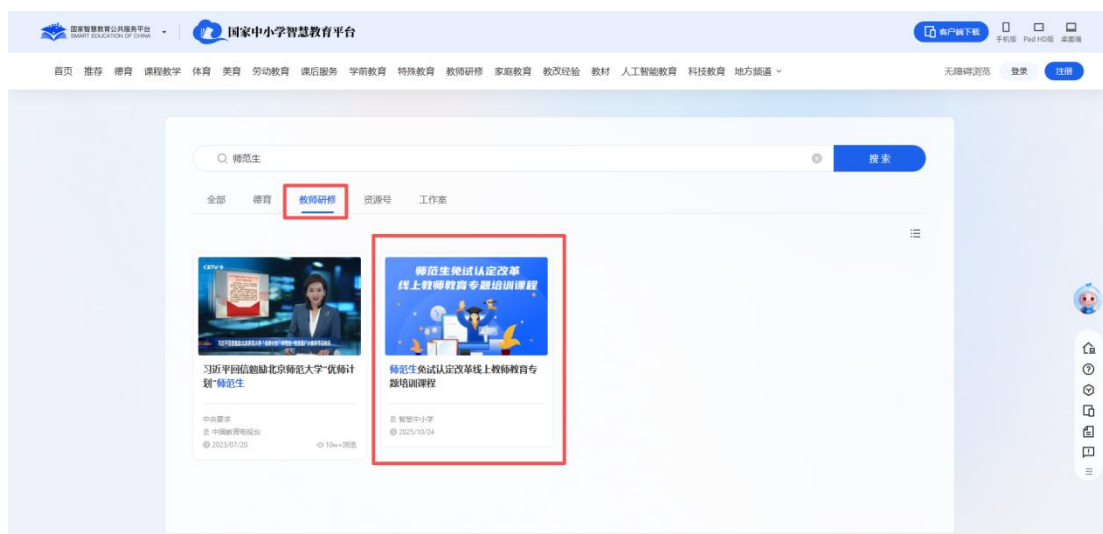 国家智慧教育公共服务平台
SMART EDUCATION OF CHINA
国家中小学智慧教育平台
客户端下载
手机版 Pad HD版 桌面端
首页 推荐 德育 课程教学 体育 美育 劳动教育 课后服务 学前教育 特殊教育 教师研修 家庭教育 教改经验 教材 人工智能教育 科技教育 地方频道
无障碍浏览 登录 注册
师范生
搜索
全部 德育 教师研修 资源号 工作室
CETV4
师范生免试认定改革
线上教师教育专题培训课程
习近平回信勉励北京师范大学“优师计
划”师范生
师范生免试认定改革线上教师教育专
题培训课程
中央要求
中国教育电视台
2023/07/20 10w+浏览
智慧中小学
2025/10/24